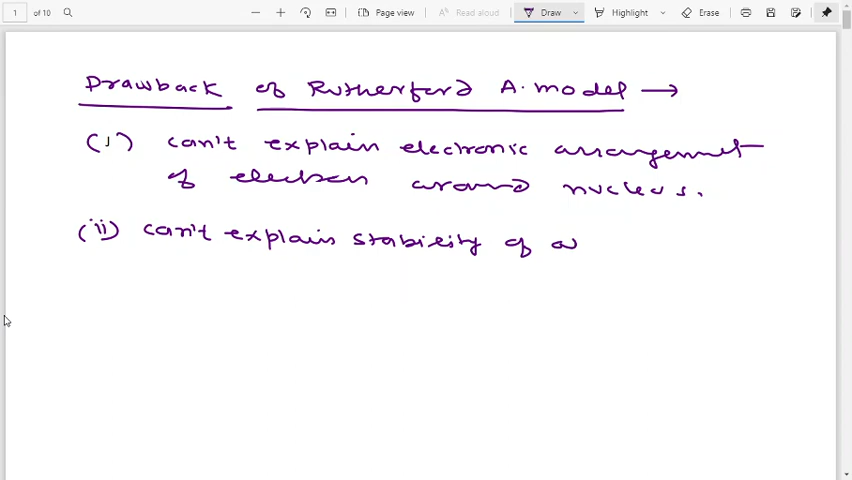 1 of 10 Page view Read aloud Draw Highlight Erase
Drawback of Rutherford A. model →
(i) can't explain electronic arrangement
of electron around nucleus.
(ii) can't explain stability of a